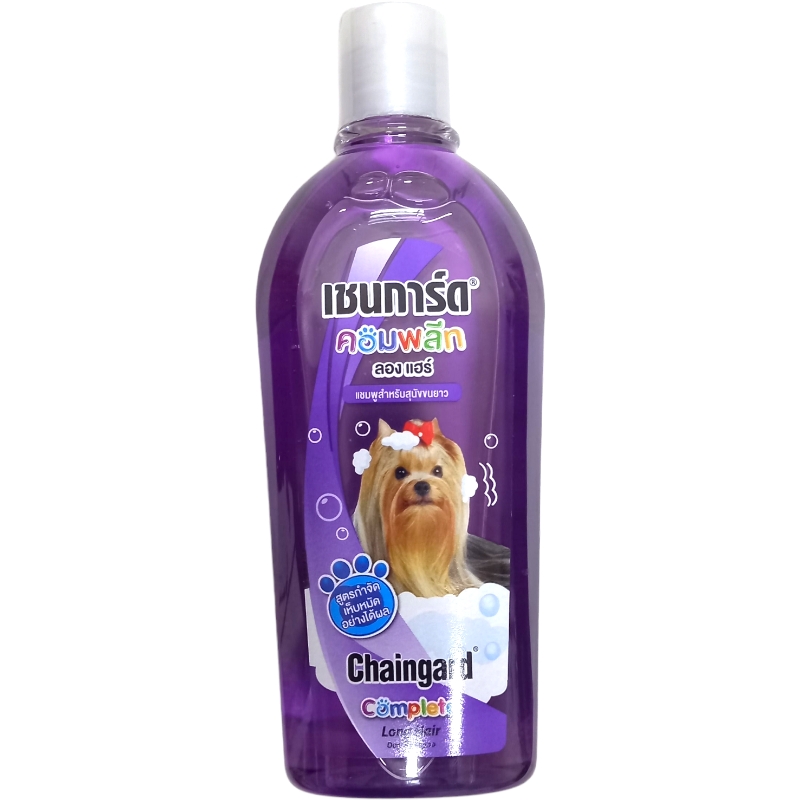 เชนการ์ด®
คอมพลีท
ลอง แฮร์
แชมพูสำหรับสุนัขขนยาว
สูตรกำจัด
เห็บหมัด
อย่างได้ผล
Chaingard®
Complete
Long Hair